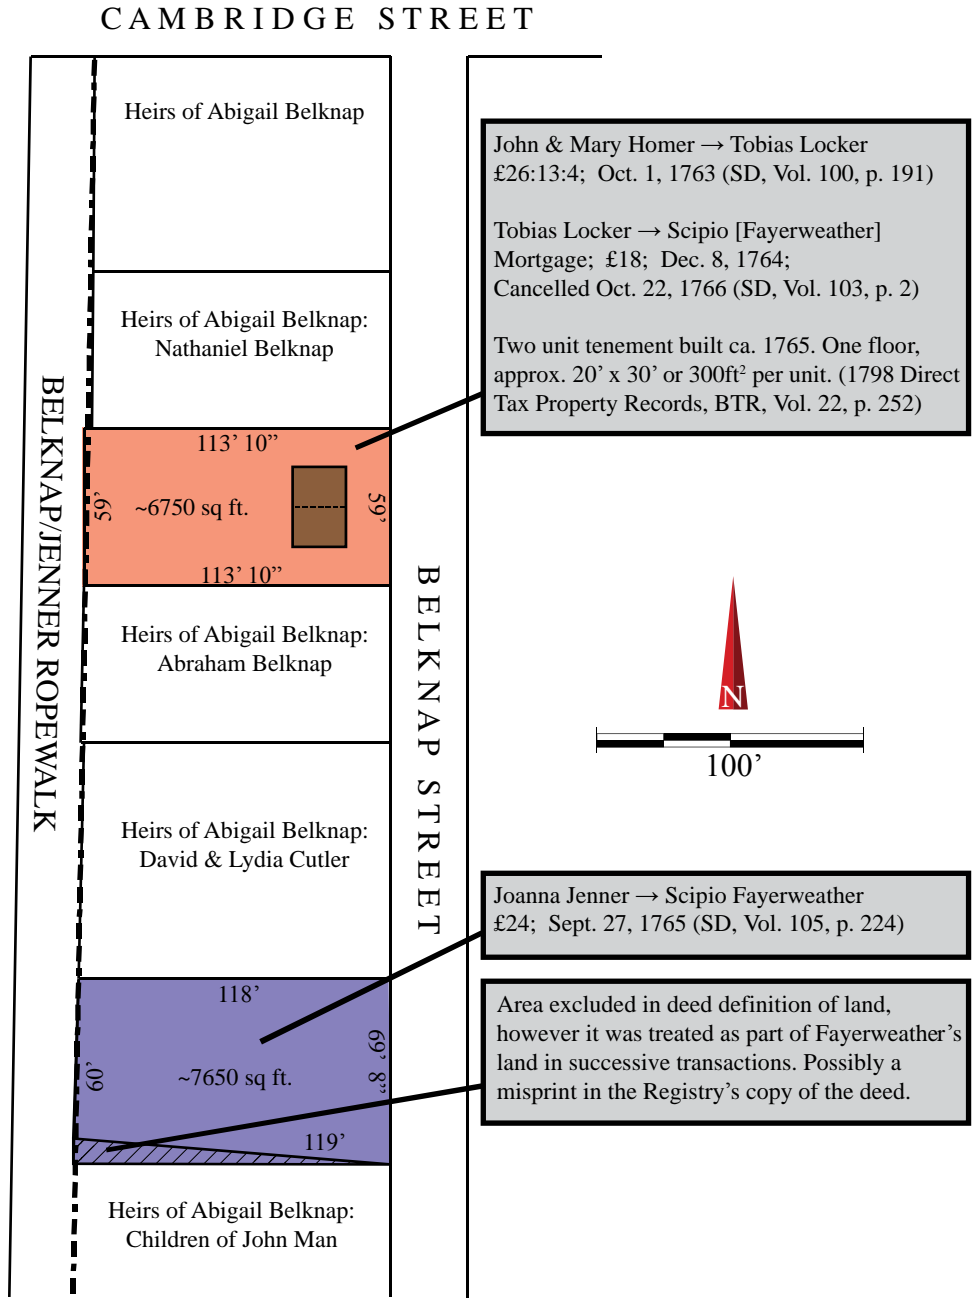 CAMBRIDGE STREET
Heirs of Abigail Belknap
John & Mary Homer → Tobias Locker
£26:13:4; Oct. 1, 1763 (SD, Vol. 100, p. 191)
Tobias Locker → Scipio [Fayerweather]
Mortgage; £18; Dec. 8, 1764;
Cancelled Oct. 22, 1766 (SD, Vol. 103, p. 2)
Two unit tenement built ca. 1765. One floor,
approx. 20’ x 30’ or 300ft² per unit. (1798 Direct
Tax Property Records, BTR, Vol. 22, p. 252)
Heirs of Abigail Belknap:
Nathaniel Belknap
BELKNAP/JENNER ROPEWALK
113’ 10”
59’
~6750 sq ft.
59’
113’ 10”
BELKNAP STREET
Heirs of Abigail Belknap:
Abraham Belknap
N
100’
Heirs of Abigail Belknap:
David & Lydia Cutler
Joanna Jenner → Scipio Fayerweather
£24; Sept. 27, 1765 (SD, Vol. 105, p. 224)
118’
60’
~7650 sq ft.
69’ 8”
119’
Area excluded in deed definition of land,
however it was treated as part of Fayerweather’s
land in successive transactions. Possibly a
misprint in the Registry’s copy of the deed.
Heirs of Abigail Belknap:
Children of John Man